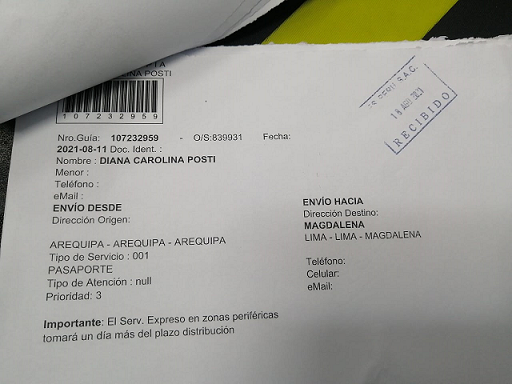 INA POSTI
107232959
Nro.Guía: 107232959 - O/S:839931 Fecha:
2021-08-11 Doc. Ident. :
Nombre : DIANA CAROLINA POSTI
Menor :
Teléfono :
eMail :
ENVÍO DESDE
Dirección Origen:
AREQUIPA - AREQUIPA - AREQUIPA
Tipo de Servicio : 001
PASAPORTE
Tipo de Atención : null
Prioridad: 3
Importante: El Serv. Expreso en zonas periféricas
tomará un día más del plazo distribución
S.A.C.
RECIBIDO
ENVÍO HACIA
Dirección Destino:
MAGDALENA
LIMA - LIMA - MAGDALENA
Teléfono:
Celular:
eMail: